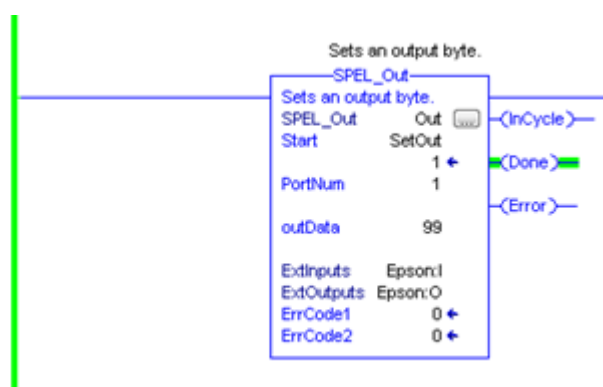 Sets an output byte.
SPEL_Out
Sets an output byte.
SPEL_Out Out ... (InCycle)
Start SetOut
1 (Done)
PortNum 1
(Error)
outData 99
ExtInputs Epson:I
ExtOutputs Epson:O
ErrCode1 0
ErrCode2 0